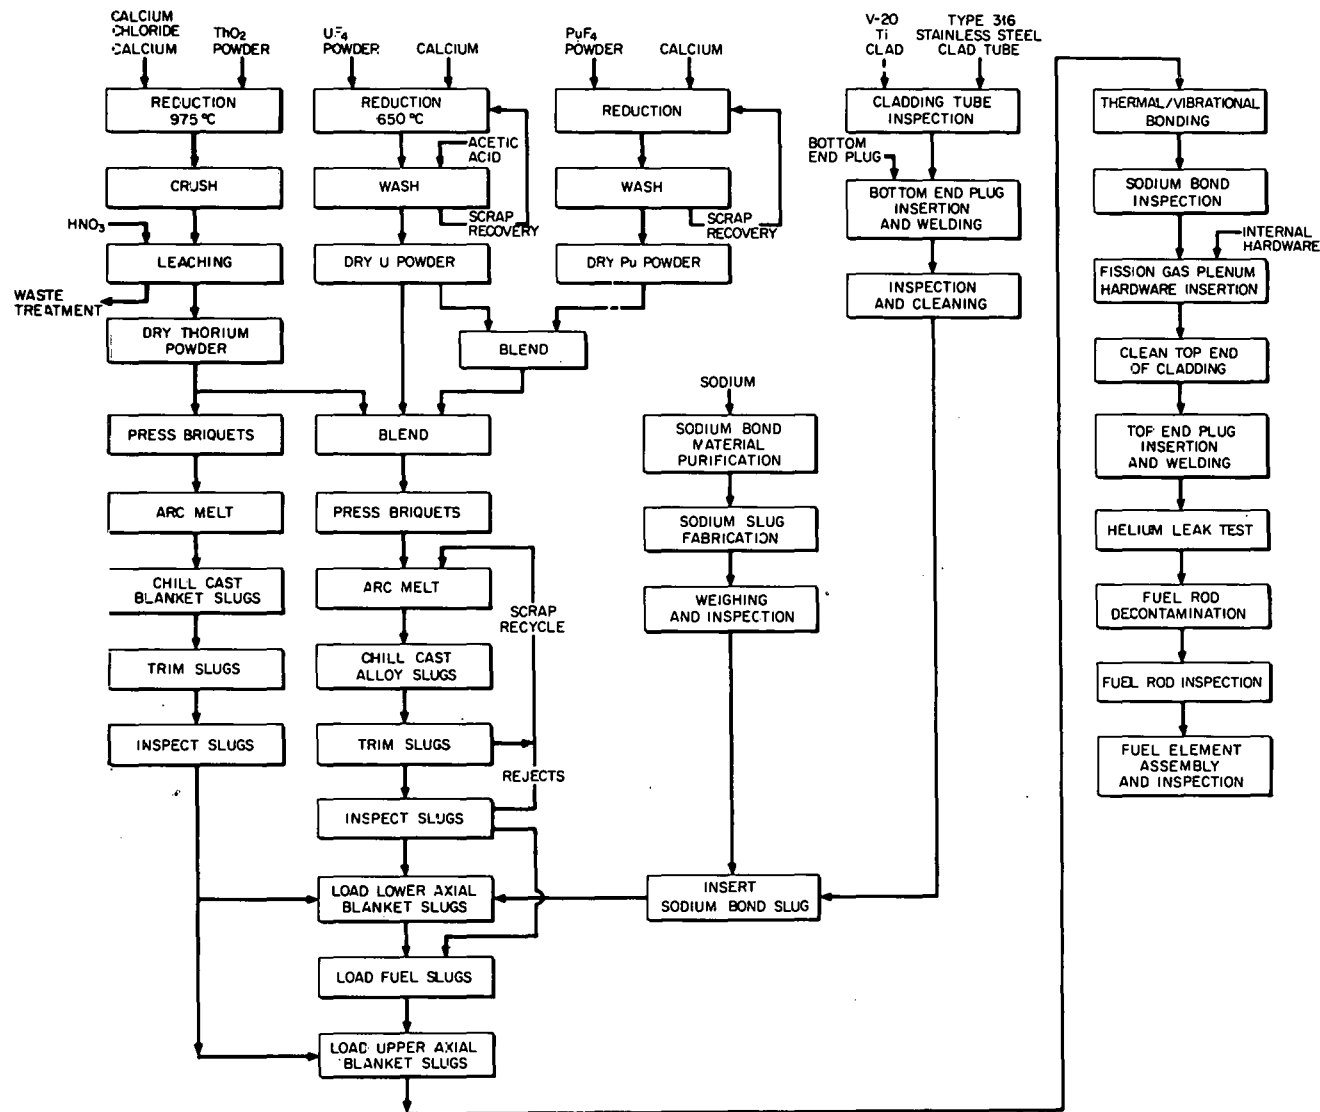 CALCIUM
CHLORIDE
CALCIUM
ThO2
POWDER
UF4
POWDER
CALCIUM
PuF4
POWDER
CALCIUM
V-20
Ti
CLAD
TYPE 316
STAINLESS STEEL
CLAD TUBE
REDUCTION
975 °C
REDUCTION
650 °C
REDUCTION
CLADDING TUBE
INSPECTION
THERMAL/VIBRATIONAL
BONDING
ACETIC
ACID
BOTTOM
END PLUG
CRUSH
WASH
WASH
BOTTOM END PLUG
INSERTION
AND WELDING
SODIUM BOND
INSPECTION
HNO3
SCRAP
RECOVERY
SCRAP
RECOVERY
INTERNAL
HARDWARE
LEACHING
DRY U POWDER
DRY Pu POWDER
INSPECTION
AND CLEANING
FISSION GAS PLENUM
HARDWARE INSERTION
WASTE
TREATMENT
DRY THORIUM
POWDER
BLEND
CLEAN TOP END
OF CLADDING
SODIUM
PRESS BRIQUETS
BLEND
SODIUM BOND
MATERIAL
PURIFICATION
TOP END PLUG
INSERTION
AND WELDING
ARC MELT
PRESS BRIQUETS
SODIUM SLUG
FABRICATION
HELIUM LEAK TEST
CHILL CAST
BLANKET SLUGS
ARC MELT
SCRAP
RECYCLE
WEIGHING
AND INSPECTION
FUEL ROD
DECONTAMINATION
TRIM SLUGS
CHILL CAST
ALLOY SLUGS
FUEL ROD INSPECTION
INSPECT SLUGS
TRIM SLUGS
REJECTS
FUEL ELEMENT
ASSEMBLY
AND INSPECTION
INSPECT SLUGS
LOAD LOWER AXIAL
BLANKET SLUGS
INSERT
SODIUM BOND SLUG
LOAD FUEL SLUGS
LOAD UPPER AXIAL
BLANKET SLUGS